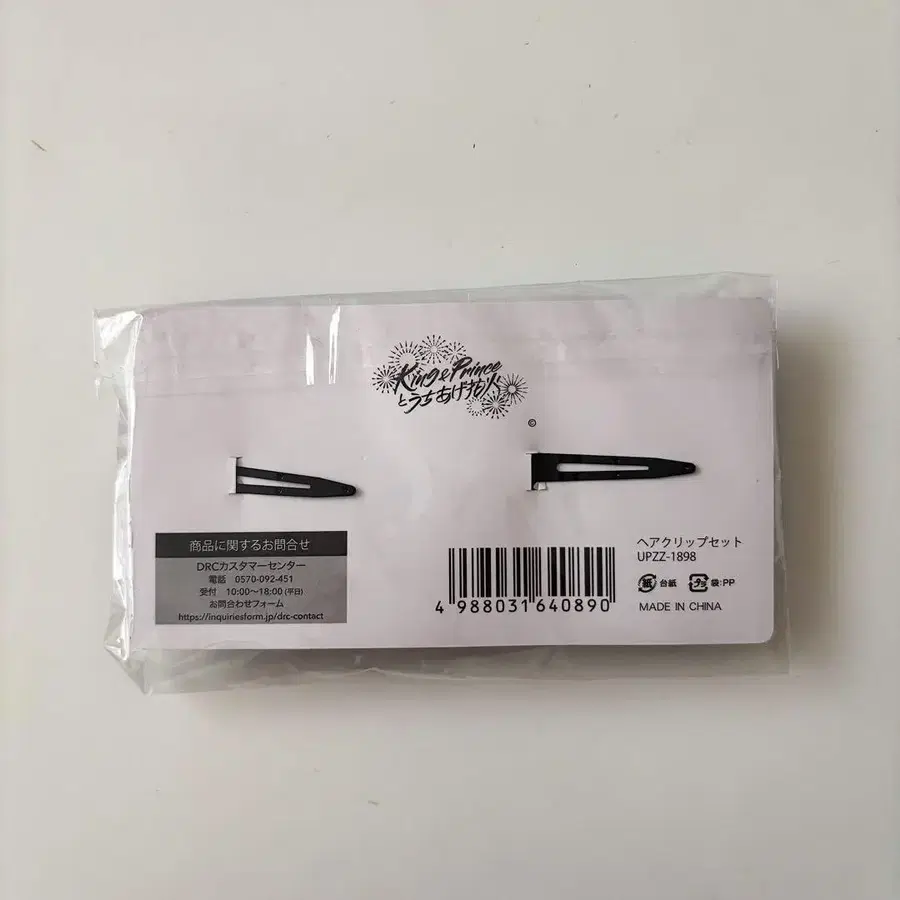 King & Prince
とうちあげ花火
©
商品に関するお問合せ
DRCカスタマーセンター
電話 0570-092-451
受付 10:00〜18:00 (平日)
お問合わせフォーム
https://inquiriesform.jp/drc-contact
4 988031 640890
ヘアクリップセット
UPZZ-1898
紙 台紙 プラ 袋:PP
MADE IN CHINA